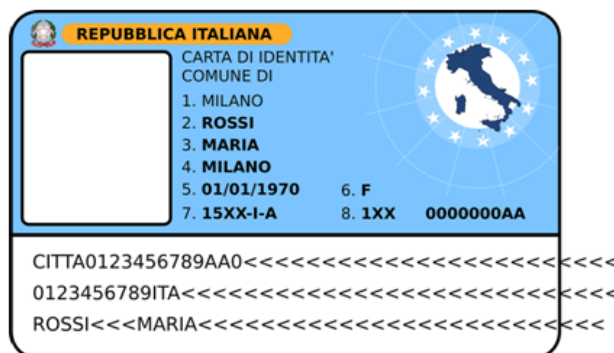 REPUBBLICA ITALIANA
CARTA DI IDENTITA'
COMUNE DI
1. MILANO
2. ROSSI
3. MARIA
4. MILANO
5. 01/01/1970 6. F
7. 15XX-I-A 8. 1XX 0000000AA
CITTA0123456789AA0<<<<<<<<<<<<<<<<<<<<<<<<
0123456789ITA<<<<<<<<<<<<<<<<<<<<<<<<<<<<
ROSSI<<<MARIA<<<<<<<<<<<<<<<<<<<<<<<<<<